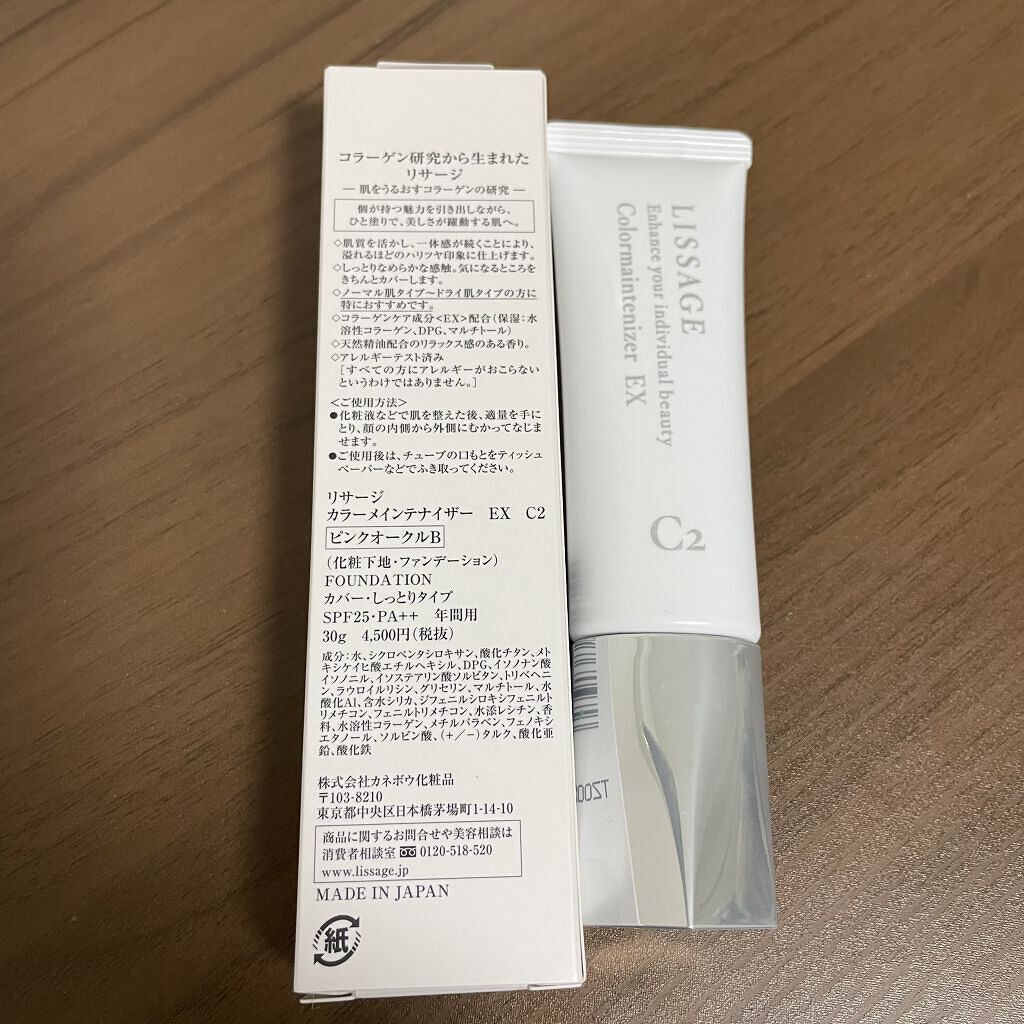 コラーゲン研究から生まれた
リサージ
― 肌をうるおすコラーゲンの研究 ―
個が持つ魅力を引き出しながら、
ひと塗りで、美しさが躍動する肌へ。
◇肌質を活かし、一体感が続くことにより、
溢れるほどのハリツヤ印象に仕上げます。
◇しっとりなめらかな感触。気になるところを
きちんとカバーします。
◇ノーマル肌タイプ~ドライ肌タイプの方に
特におすすめです。
◇コラーゲンケア成分<EX>配合(保湿:水
溶性コラーゲン、DPG、マルチトール)
◇天然精油配合のリラックス感のある香り。
◇アレルギーテスト済み
[すべての方にアレルギーがおこらない
というわけではありません。]
<ご使用方法>
●化粧液などで肌を整えた後、適量を手に
とり、顔の内側から外側にむかってなじま
せます。
●ご使用後は、チューブの口もとをティッシュ
ペーパーなどでふき取ってください。
リサージ
カラーメインテナイザー EX C2
ピンクオークルB
(化粧下地・ファンデーション)
FOUNDATION
カバー・しっとりタイプ
SPF25・PA++ 年間用
30g 4,500円(税抜)
成分:水、シクロペンタシロキサン、酸化チタン、メト
キシケイヒ酸エチルヘキシル、DPG、イソノナン酸
イソノニル、イソステアリン酸ソルビタン、トリベヘニ
ン、ラウロイルリシン、グリセリン、マルチトール、水
酸化Al、含水シリカ、ジフェニルシロキシフェニルト
リメチコン、フェニルトリメチコン、水添レシチン、香
料、水溶性コラーゲン、メチルパラベン、フェノキシ
エタノール、ソルビン酸、(+/-)タルク、酸化亜
鉛、酸化鉄
株式会社カネボウ化粧品
〒103-8210
東京都中央区日本橋茅場町1-14-10
商品に関するお問合せや美容相談は
消費者相談室 0120-518-520
www.lissage.jp
MADE IN JAPAN
紙
LISSAGE
Enhance your individual beauty
Colormaintenizer EX
C2